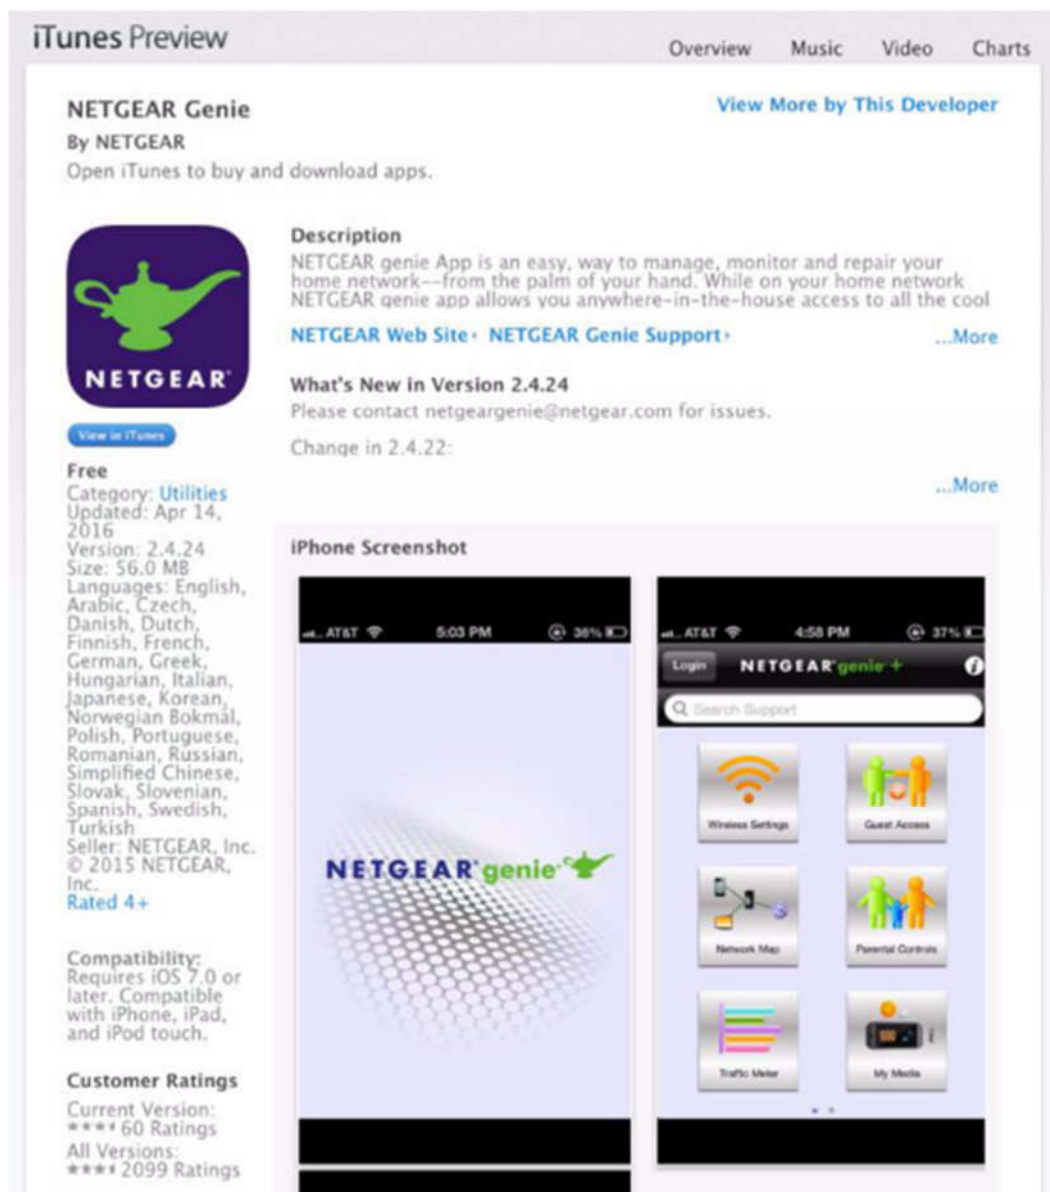 iTunes Preview
Overview Music Video Charts
NETGEAR Genie
View More by This Developer
By NETGEAR
Open iTunes to buy and download apps.
NETGEAR
View in iTunes
Free
Category: Utilities
Updated: Apr 14,
2016
Version: 2.4.24
Size: 56.0 MB
Languages: English,
Arabic, Czech,
Danish, Dutch,
Finnish, French,
German, Greek,
Hungarian, Italian,
Japanese, Korean,
Norwegian Bokmål,
Polish, Portuguese,
Romanian, Russian,
Simplified Chinese,
Slovak, Slovenian,
Spanish, Swedish,
Turkish
Seller: NETGEAR, Inc.
© 2015 NETGEAR,
Inc.
Rated 4+
Compatibility:
Requires iOS 7.0 or
later. Compatible
with iPhone, iPad,
and iPod touch.
Customer Ratings
Current Version:
60 Ratings
All Versions:
2099 Ratings
Description
NETGEAR genie App is an easy, way to manage, monitor and repair your
home network--from the palm of your hand. While on your home network
NETGEAR genie app allows you anywhere-in-the-house access to all the cool
NETGEAR Web Site NETGEAR Genie Support
...More
What's New in Version 2.4.24
Please contact netgeargenie@netgear.com for issues.
Change in 2.4.22:
...More
iPhone Screenshot
AT&T 5:03 PM 36%
NETGEAR genie
AT&T 4:58 PM 37%
Login NETGEAR genie +
Search Support
Wireless Settings Guest Access
Network Map Parental Controls
Traffic Meter My Media